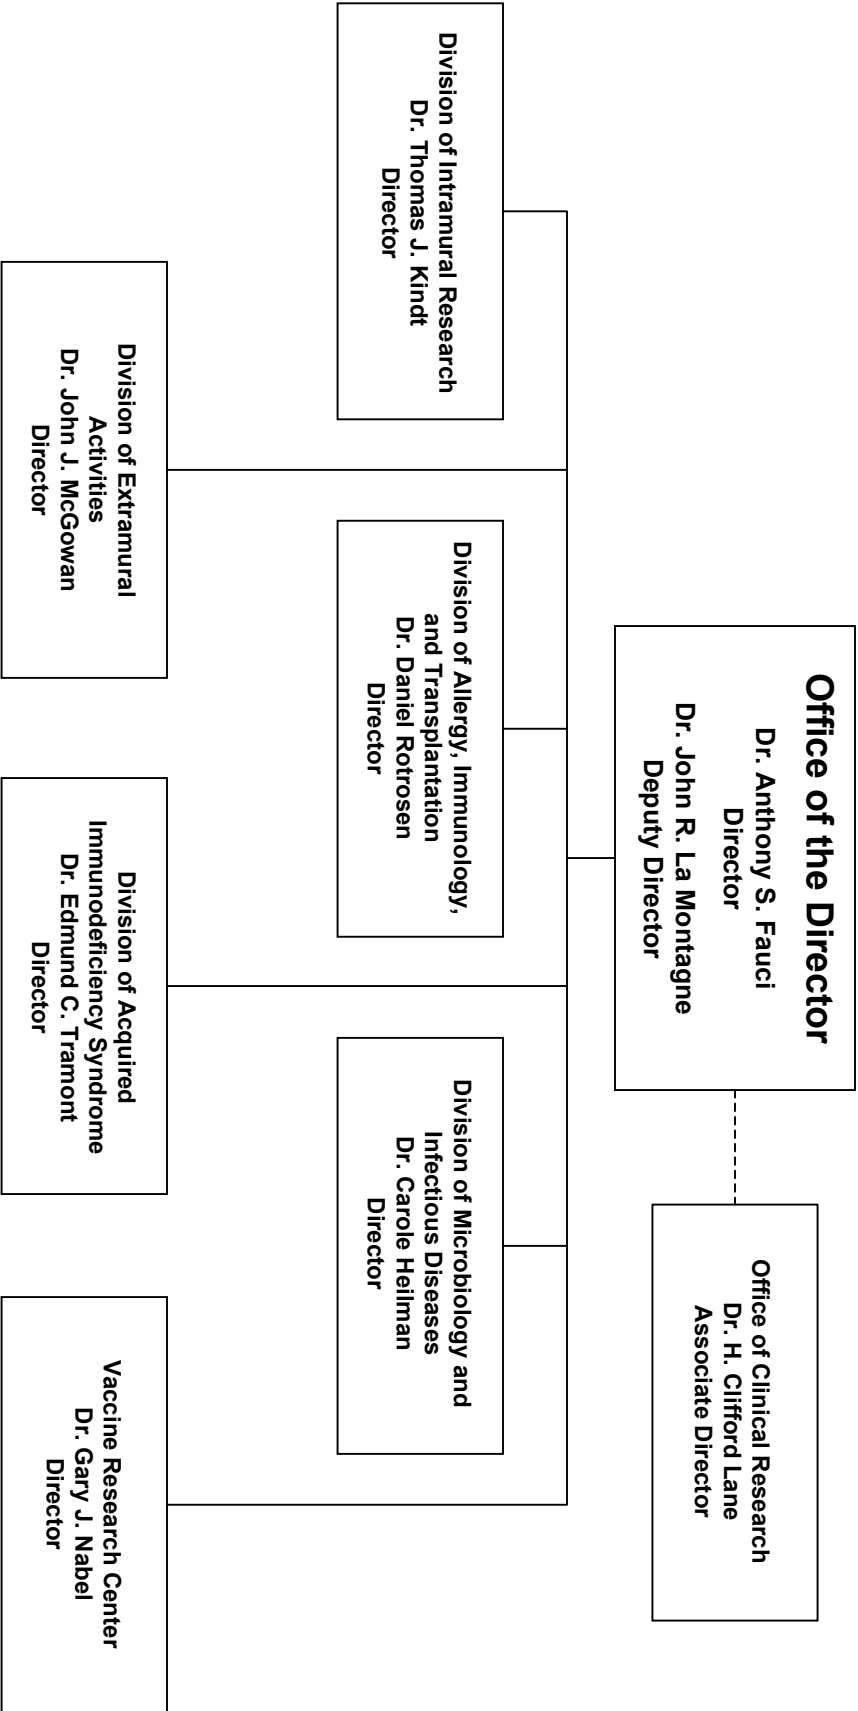 Office of the Director
Dr. Anthony S. Fauci
Director
Dr. John R. La Montagne
Deputy Director
Office of Clinical Research
Dr. H. Clifford Lane
Associate Director
Division of Intramural Research
Dr. Thomas J. Kindt
Director
Division of Allergy, Immunology,
and Transplantation
Dr. Daniel Rotrosen
Director
Division of Microbiology and
Infectious Diseases
Dr. Carole Heilman
Director
Division of Extramural
Activities
Dr. John J. McGowan
Director
Division of Acquired
Immunodeficiency Syndrome
Dr. Edmund C. Tramont
Director
Vaccine Research Center
Dr. Gary J. Nabel
Director